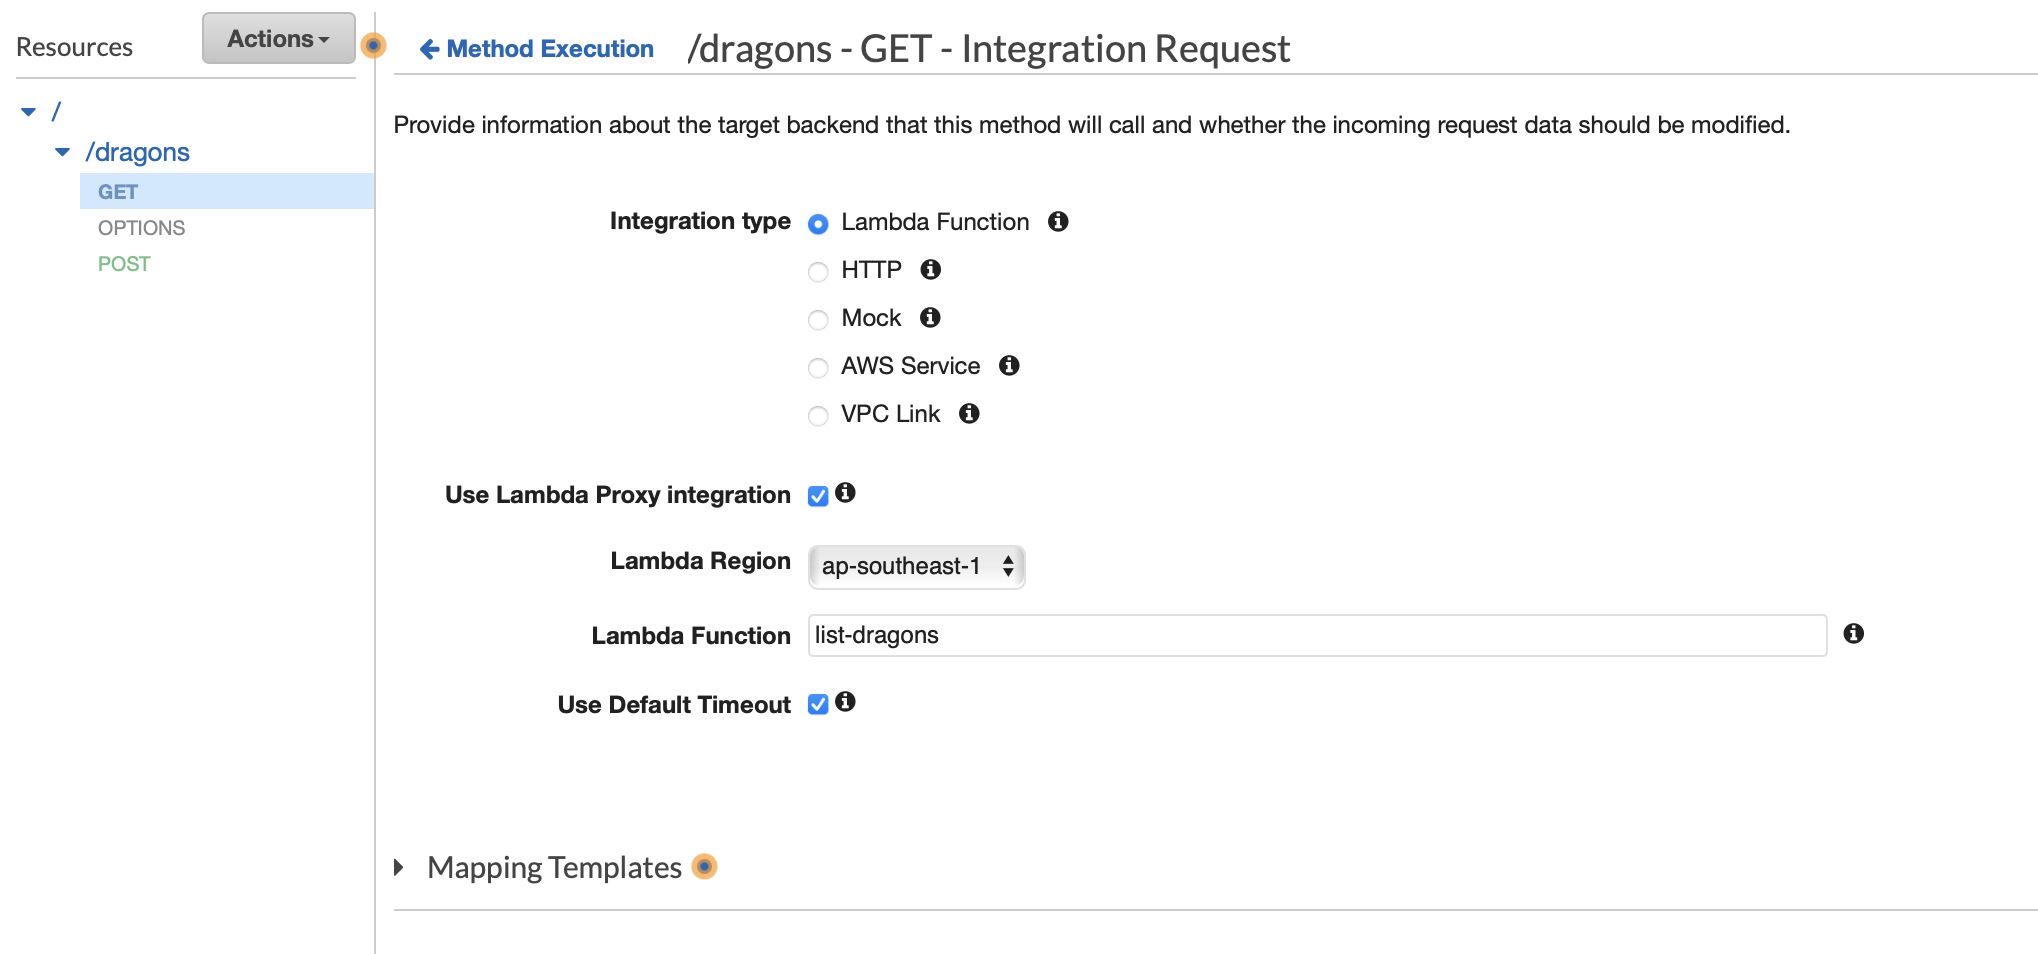 Resources
Actions
/
/dragons
GET
OPTIONS
POST
Method Execution
/dragons - GET - Integration Request
Provide information about the target backend that this method will call and whether the incoming request data should be modified.
Integration type
Lambda Function
HTTP
Mock
AWS Service
VPC Link
Use Lambda Proxy integration
Lambda Region ap-southeast-1
Lambda Function list-dragons
Use Default Timeout
Mapping Templates